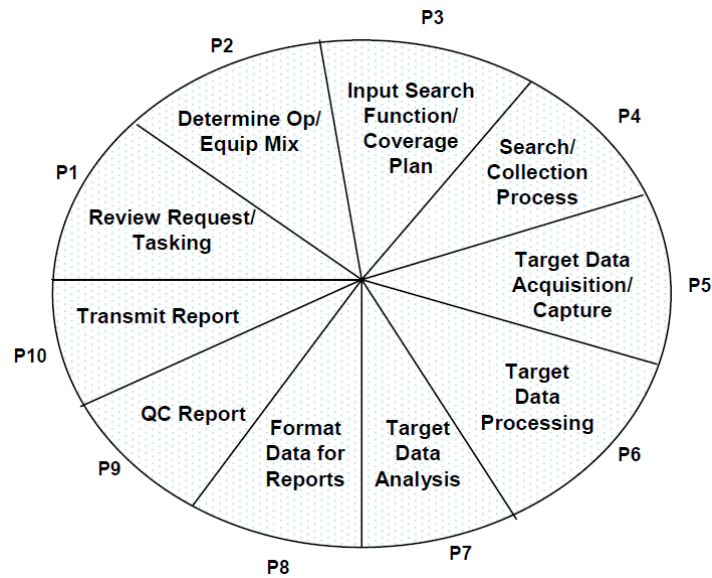 P1
Review Request/
Tasking
P2
Determine Op/
Equip Mix
P3
Input Search
Function/
Coverage
Plan
P4
Search/
Collection
Process
P5
Target Data
Acquisition/
Capture
P6
Target
Data
Processing
P7
Target
Data
Analysis
P8
Format
Data for
Reports
P9
QC Report
P10
Transmit Report